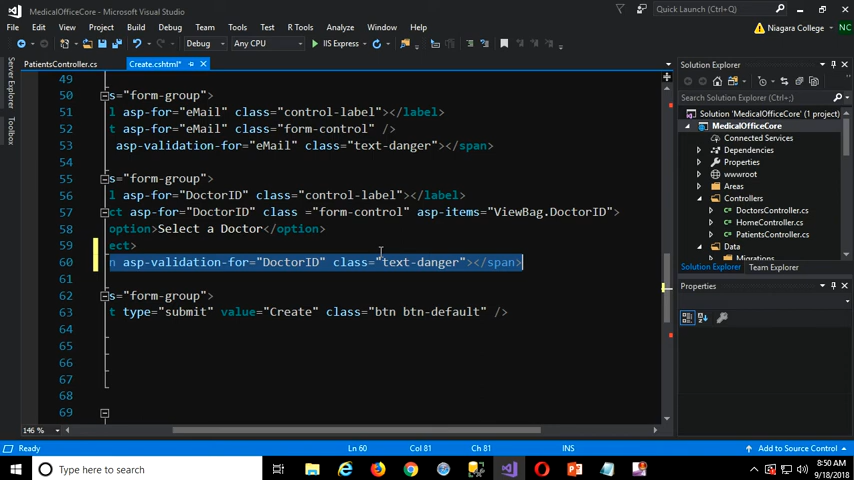 MedicalOfficeCore - Microsoft Visual Studio
Quick Launch (Ctrl+Q)
File Edit View Project Build Debug Team Tools R Tools Analyze Window Help
Niagara College
NC
Debug Any CPU IIS Express
PatientsController.cs Create.cshtml*
Server Explorer
Toolbox
49
50 s="form-group">
51 l asp-for="eMail" class="control-label"></label>
52 t asp-for="eMail" class="form-control" />
53 asp-validation-for="eMail" class="text-danger"></span>
54
55 s="form-group">
56 l asp-for="DoctorID" class="control-label"></label>
57 ct asp-for="DoctorID" class ="form-control" asp-items="ViewBag.DoctorID">
58 option>Select a Doctor</option>
59 ect>
60 n asp-validation-for="DoctorID" class="text-danger"></span>
61
62 s="form-group">
63 t type="submit" value="Create" class="btn btn-default" />
64
65
66
67
68
69
146 %
Solution Explorer
Search Solution Explorer (Ctrl+;)
Solution 'MedicalOfficeCore' (1 project)
MedicalOfficeCore
Connected Services
Dependencies
Properties
wwwroot
Areas
Controllers
DoctorsController.cs
HomeController.cs
PatientsController.cs
Data
Migrations
Solution Explorer Team Explorer
Properties
Ready Ln 60 Col 81 Ch 81 INS Add to Source Control
Type here to search
8:50 AM
9/18/2018